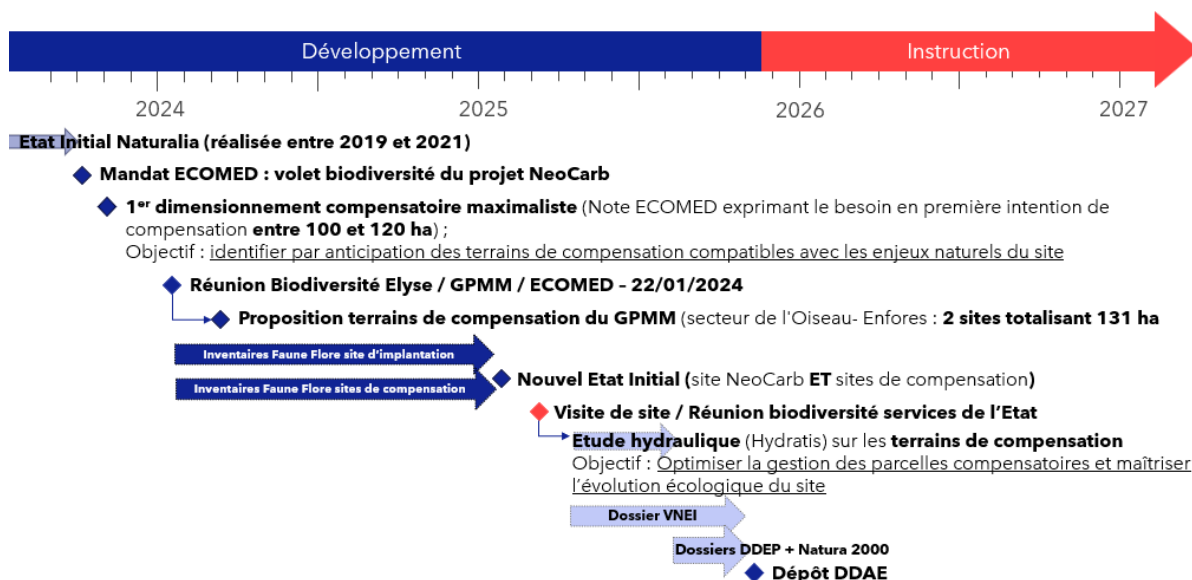 Développement Instruction
2024 2025 2026 2027
Etat Initial Naturalia (réalisée entre 2019 et 2021)
Mandat ECOMED : volet biodiversité du projet NeoCarb
1er dimensionnement compensatoire maximaliste (Note ECOMED exprimant le besoin en première intention de
compensation entre 100 et 120 ha) ;
Objectif : identifier par anticipation des terrains de compensation compatibles avec les enjeux naturels du site
Réunion Biodiversité Elyse / GPMM / ECOMED – 22/01/2024
Proposition terrains de compensation du GPMM (secteur de l'Oiseau- Enfores : 2 sites totalisant 131 ha
Inventaires Faune Flore site d'implantation
Inventaires Faune Flore sites de compensation
Nouvel Etat Initial (site NeoCarb ET sites de compensation)
Visite de site / Réunion biodiversité services de l'Etat
Etude hydraulique (Hydratis) sur les terrains de compensation
Objectif : Optimiser la gestion des parcelles compensatoires et maîtriser
l'évolution écologique du site
Dossier VNEI
Dossiers DDEP + Natura 2000
Dépôt DDAE